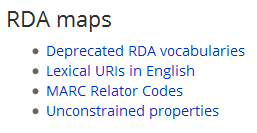 RDA maps
Deprecated RDA vocabularies
Lexical URIs in English
MARC Relator Codes
Unconstrained properties